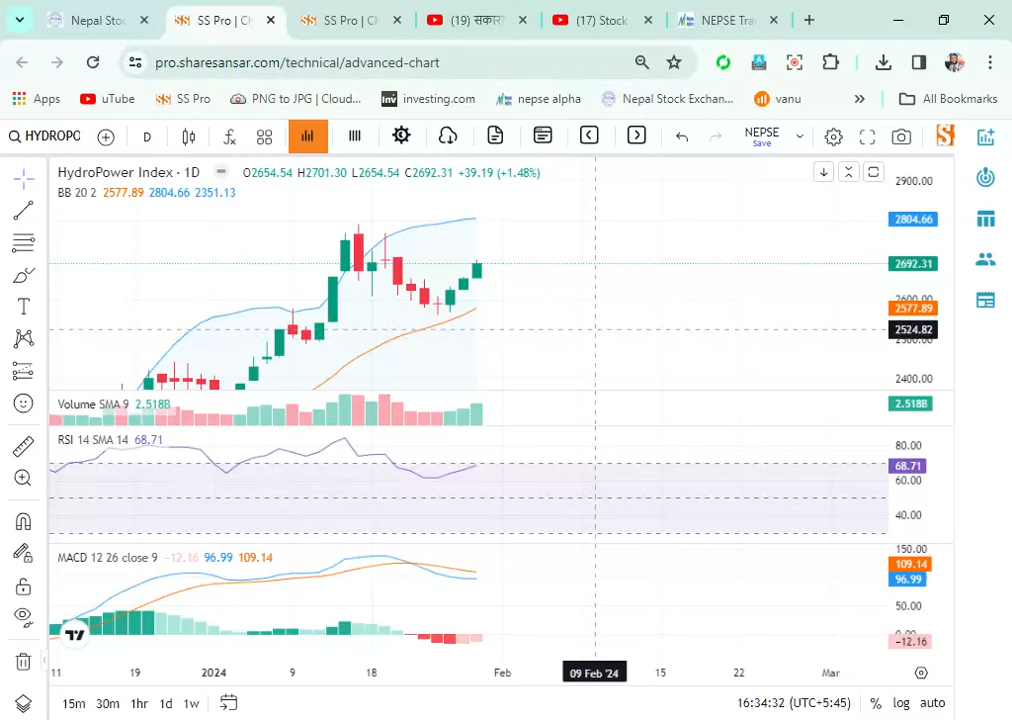 Nepal Stoc
SS Pro | Ch
SS Pro | Ch
(19) सकारा
(17) Stock
NEPSE Trac
pro.sharesansar.com/technical/advanced-chart
Apps
uTube
SS Pro
PNG to JPG | Cloud...
Inv investing.com
nepse alpha
Nepal Stock Exchan...
vanu
»
All Bookmarks
HYDROPO
D
NEPSE
Save
HydroPower Index · 1D
O2654.54 H2701.30 L2654.54 C2692.31 +39.19 (+1.48%)
BB 20 2 2577.89 2804.66 2351.13
2900.00
2804.66
2692.31
2600.00
2577.89
2524.82
2500.00
2400.00
Volume SMA 9 2.518B
2.518B
RSI 14 SMA 14 68.71
80.00
68.71
60.00
40.00
MACD 12 26 close 9 −12.16 96.99 109.14
150.00
109.14
96.99
50.00
0.00
−12.16
11 19 2024 9 18 Feb 09 Feb '24 15 22 Mar
15m 30m 1hr 1d 1w
16:34:32 (UTC+5:45) % log auto